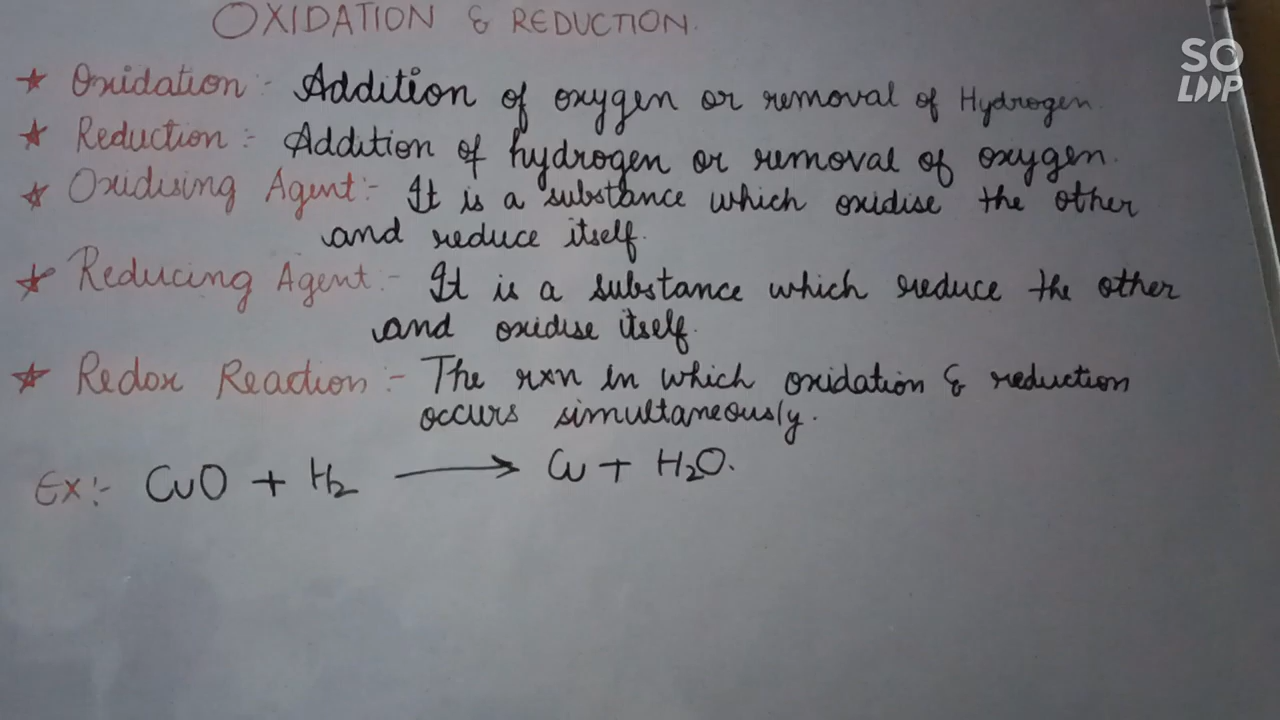 OXIDATION & REDUCTION.
SO
LOOP
★ Oxidation:- Addition of oxygen or removal of Hydrogen.
★ Reduction:- Addition of hydrogen or removal of oxygen.
★ Oxidising Agent:- It is a substance which oxidise the other
and reduce itself.
★ Reducing Agent:- It is a substance which reduce the other
and oxidise itself.
★ Redox Reaction:- The rxn in which oxidation & reduction
occurs simultaneously.
Ex:- CuO + H2 ⟶ Cu + H2O.